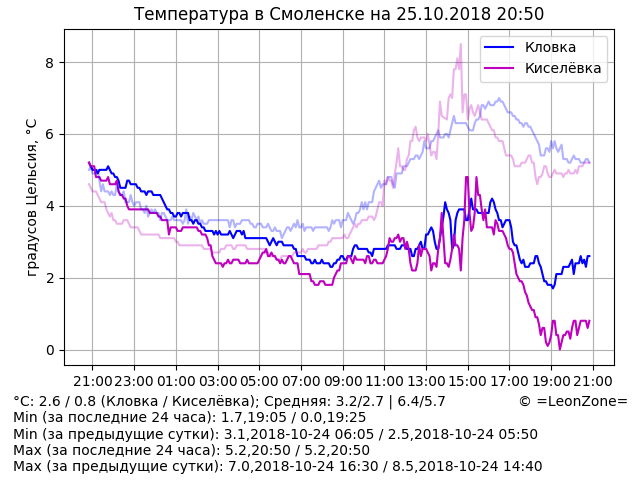 Температура в Смоленске на 25.10.2018 20:50
Кловка
Киселёвка
градусов Цельсия, °C
8
6
4
2
0
21:00 23:00 01:00 03:00 05:00 07:00 09:00 11:00 13:00 15:00 17:00 19:00 21:00
°C: 2.6 / 0.8 (Кловка / Киселёвка); Средняя: 3.2/2.7 | 6.4/5.7 © =LeonZone=
Min (за последние 24 часа): 1.7,19:05 / 0.0,19:25
Min (за предыдущие сутки): 3.1,2018-10-24 06:05 / 2.5,2018-10-24 05:50
Max (за последние 24 часа): 5.2,20:50 / 5.2,20:50
Max (за предыдущие сутки): 7.0,2018-10-24 16:30 / 8.5,2018-10-24 14:40